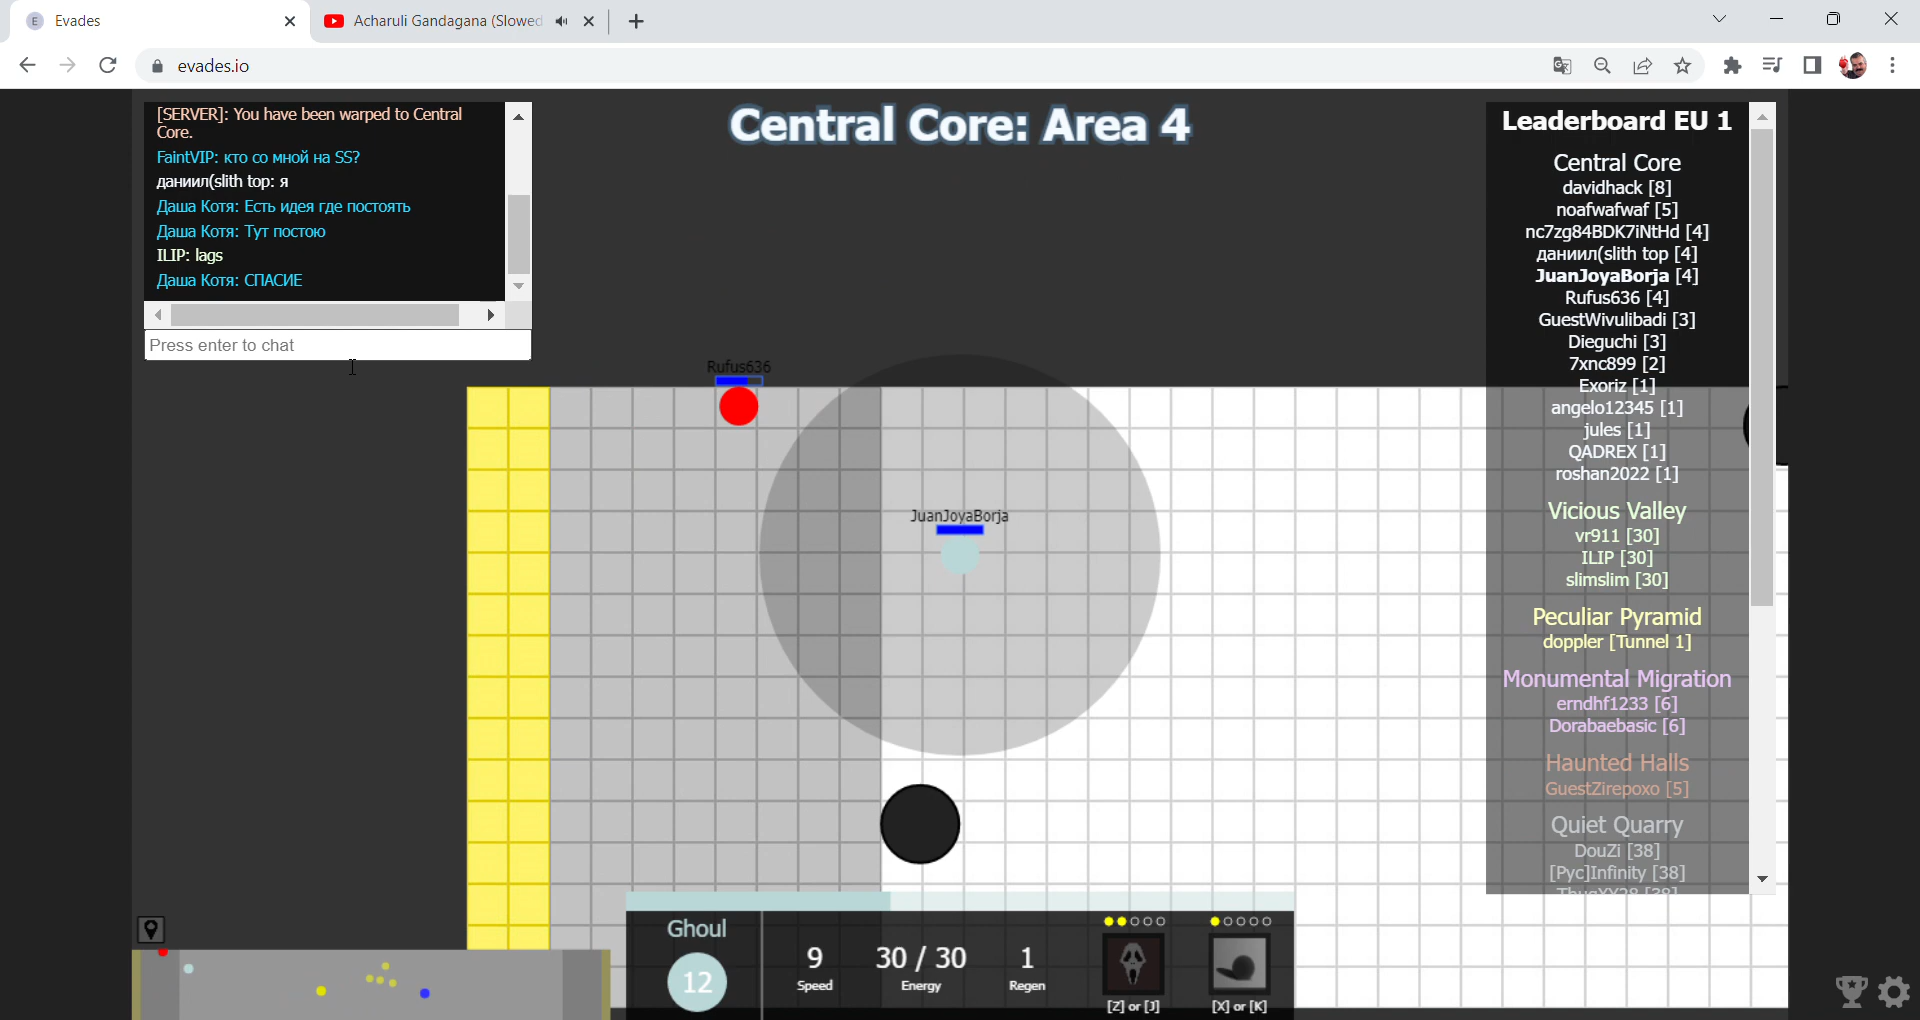 Evades
Acharuli Gandagana (Slowed
evades.io
[SERVER]: You have been warped to Central
Core.
FaintVIP: кто со мной на SS?
даниил(slith top: я
Даша Котя: Есть идея где постоять
Даша Котя: Тут постою
ILIP: lags
Даша Котя: СПАСИЕ
Press enter to chat
Central Core: Area 4
Rufus636
JuanJoyaBorja
Leaderboard EU 1
Central Core
davidhack [8]
noafwafwaf [5]
nc7zg84BDK7iNtHd [4]
даниил(slith top [4]
JuanJoyaBorja [4]
Rufus636 [4]
GuestWivulibadi [3]
Dieguchi [3]
7xnc899 [2]
Exoriz [1]
angelo12345 [1]
jules [1]
QADREX [1]
roshan2022 [1]
Vicious Valley
vr911 [30]
ILIP [30]
slimslim [30]
Peculiar Pyramid
doppler [Tunnel 1]
Monumental Migration
erndhf1233 [6]
Dorabaebasic [6]
Haunted Halls
GuestZirepoxo [5]
Quiet Quarry
DouZi [38]
[Pyc]Infinity [38]
Ghoul
12
9
Speed
30 / 30
Energy
1
Regen
[Z] or [J]
[X] or [K]